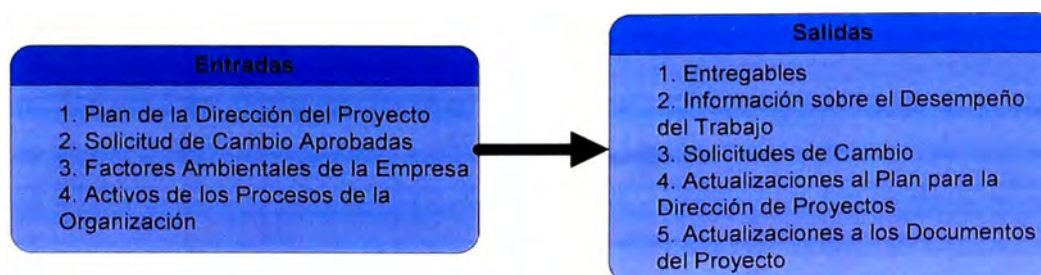 Entradas
1. Plan de la Dirección del Proyecto
2. Solicitud de Cambio Aprobadas
3. Factores Ambientales de la Empresa
4. Activos de los Procesos de la
Organización
Salidas
1. Entregables
2. Información sobre el Desempeño
del Trabajo
3. Solicitudes de Cambio
4. Actualizaciones al Plan para la
Dirección de Proyectos
5. Actualizaciones a los Documentos
del Proyecto